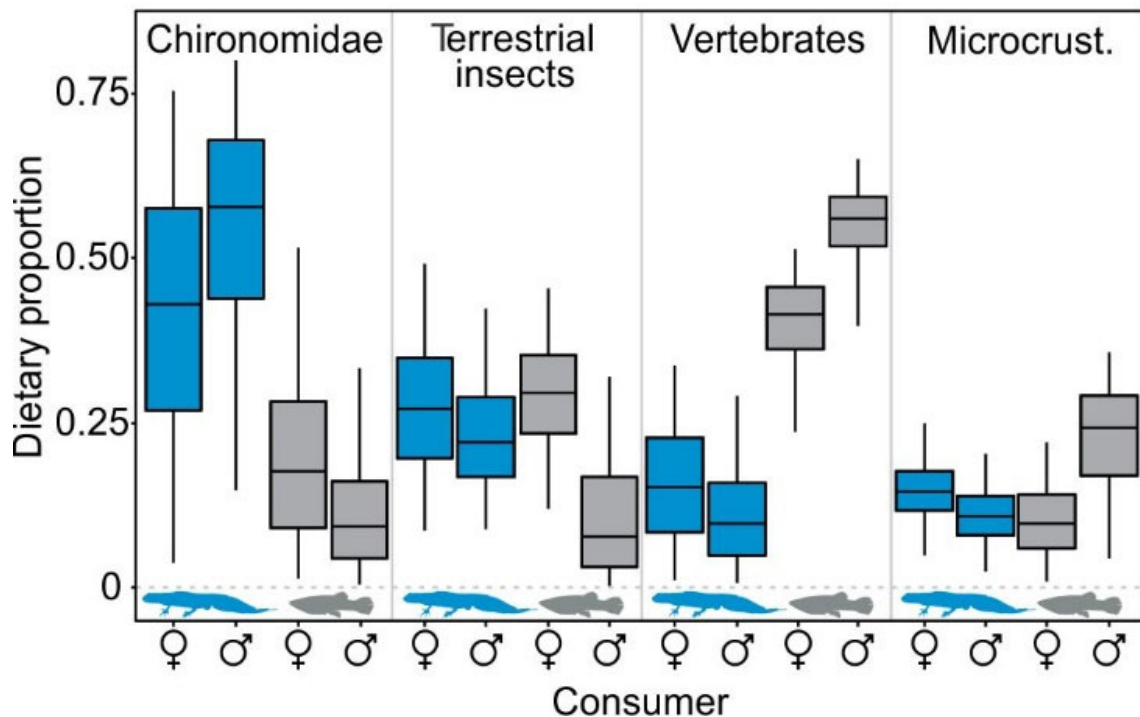 Chironomidae
Terrestrial
insects
Vertebrates
Microcrust.
Dietary proportion
0.75
0.50
0.25
0
♀ ♂ ♀ ♂ ♀ ♂ ♀ ♂ ♀ ♂ ♀ ♂ ♀ ♂ ♀ ♂
Consumer